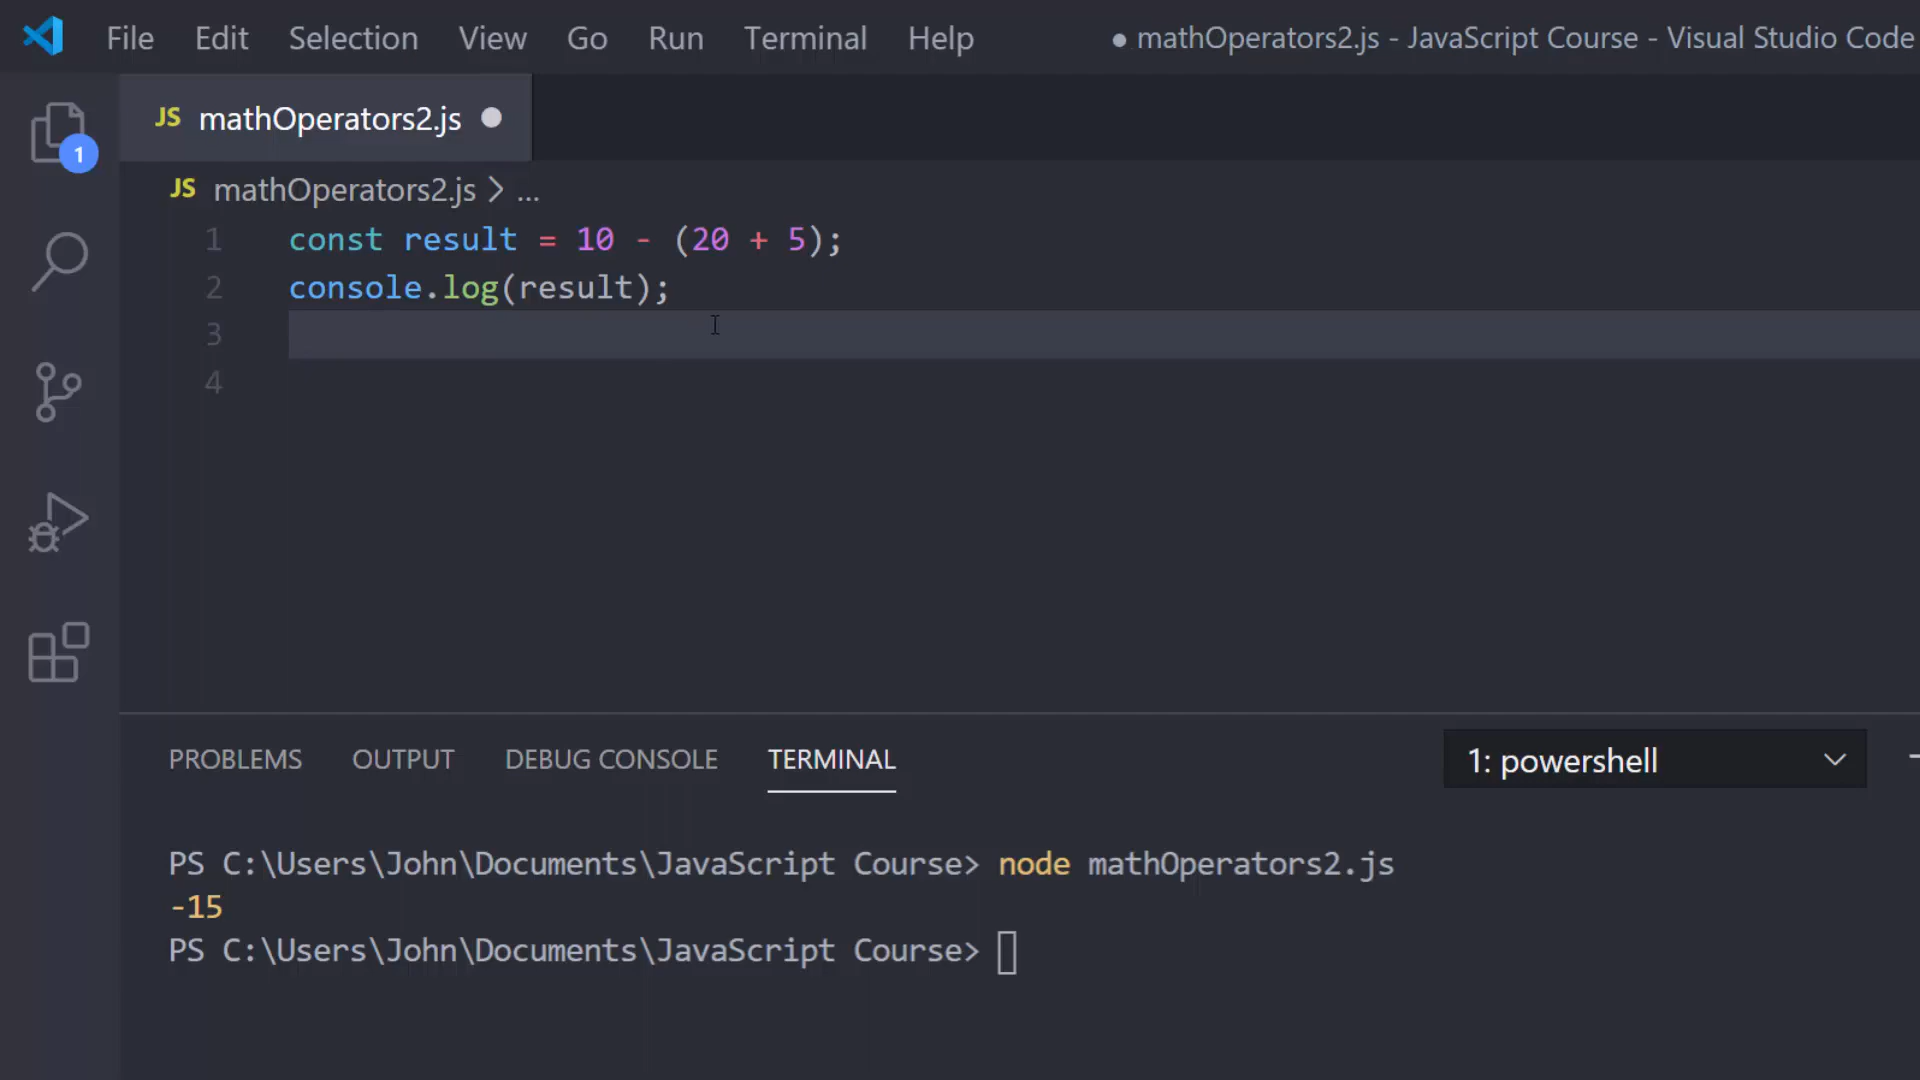 File Edit Selection View Go Run Terminal Help ● mathOperators2.js - JavaScript Course - Visual Studio Code
JS mathOperators2.js ●
1
JS mathOperators2.js > ...
1 const result = 10 - (20 + 5);
2 console.log(result);
3
4
PROBLEMS OUTPUT DEBUG CONSOLE TERMINAL 1: powershell
PS C:\Users\John\Documents\JavaScript Course> node mathOperators2.js
-15
PS C:\Users\John\Documents\JavaScript Course>